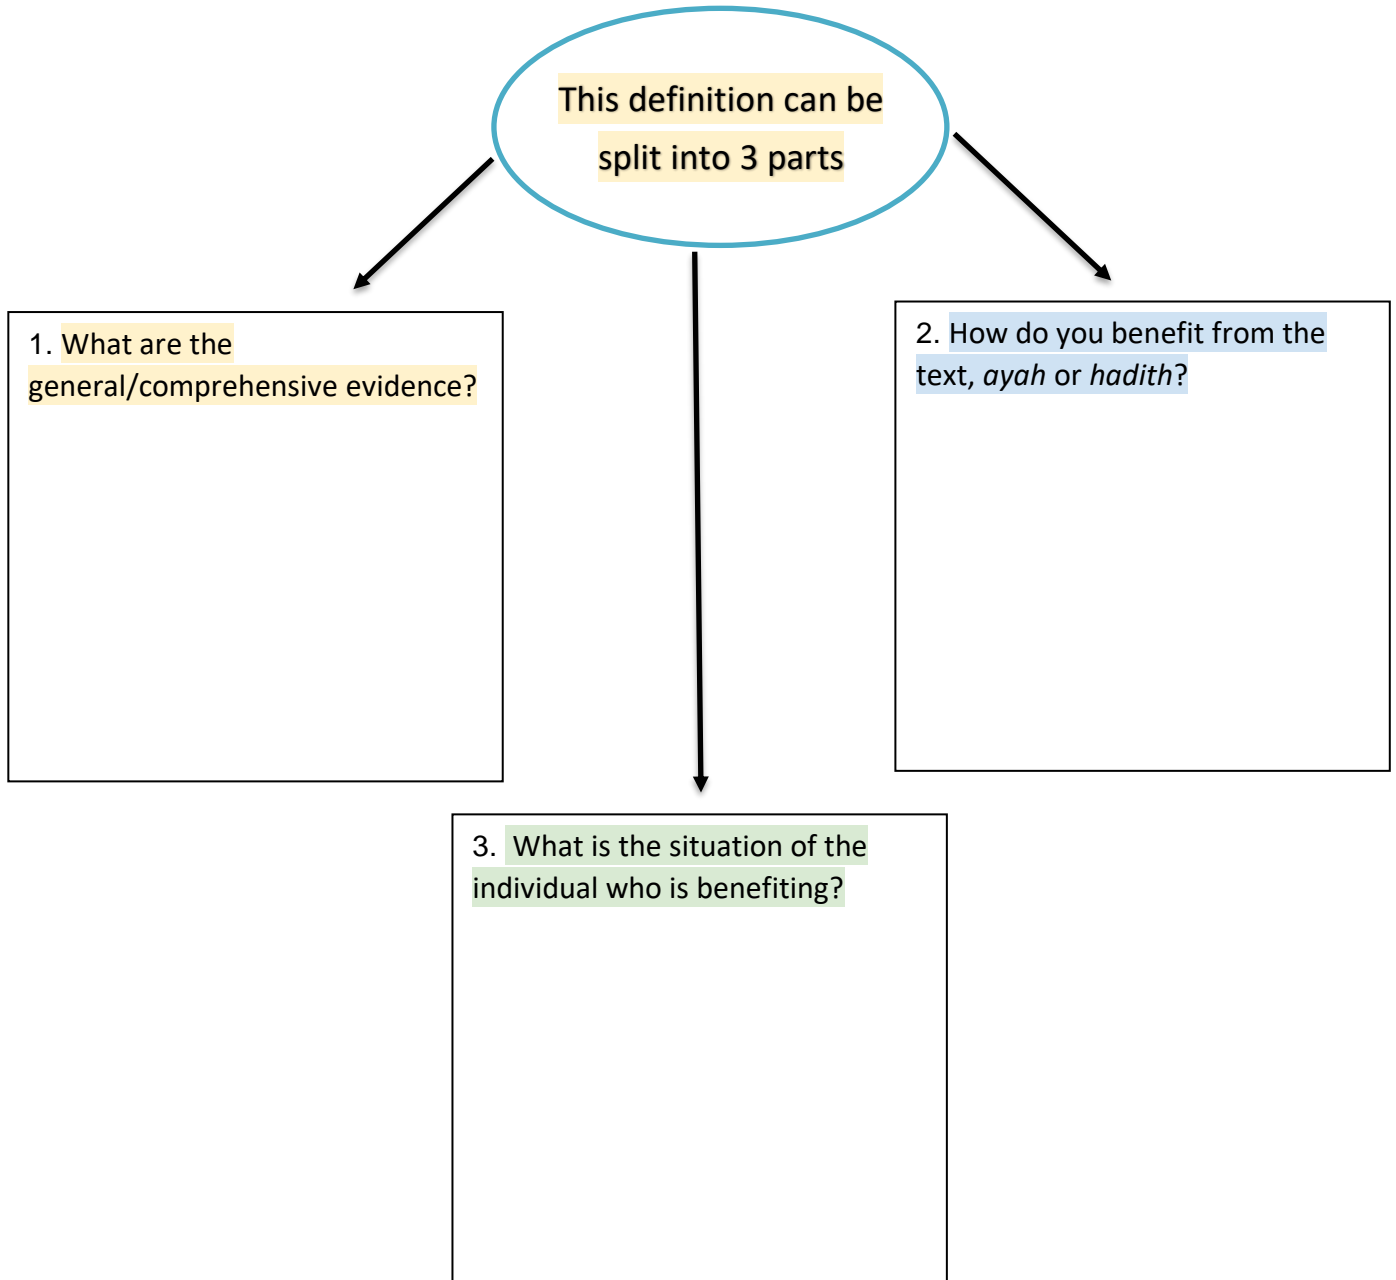 This definition can be
split into 3 parts
1. What are the
general/comprehensive evidence?
2. How do you benefit from the
text, ayah or hadith?
3. What is the situation of the
individual who is benefiting?